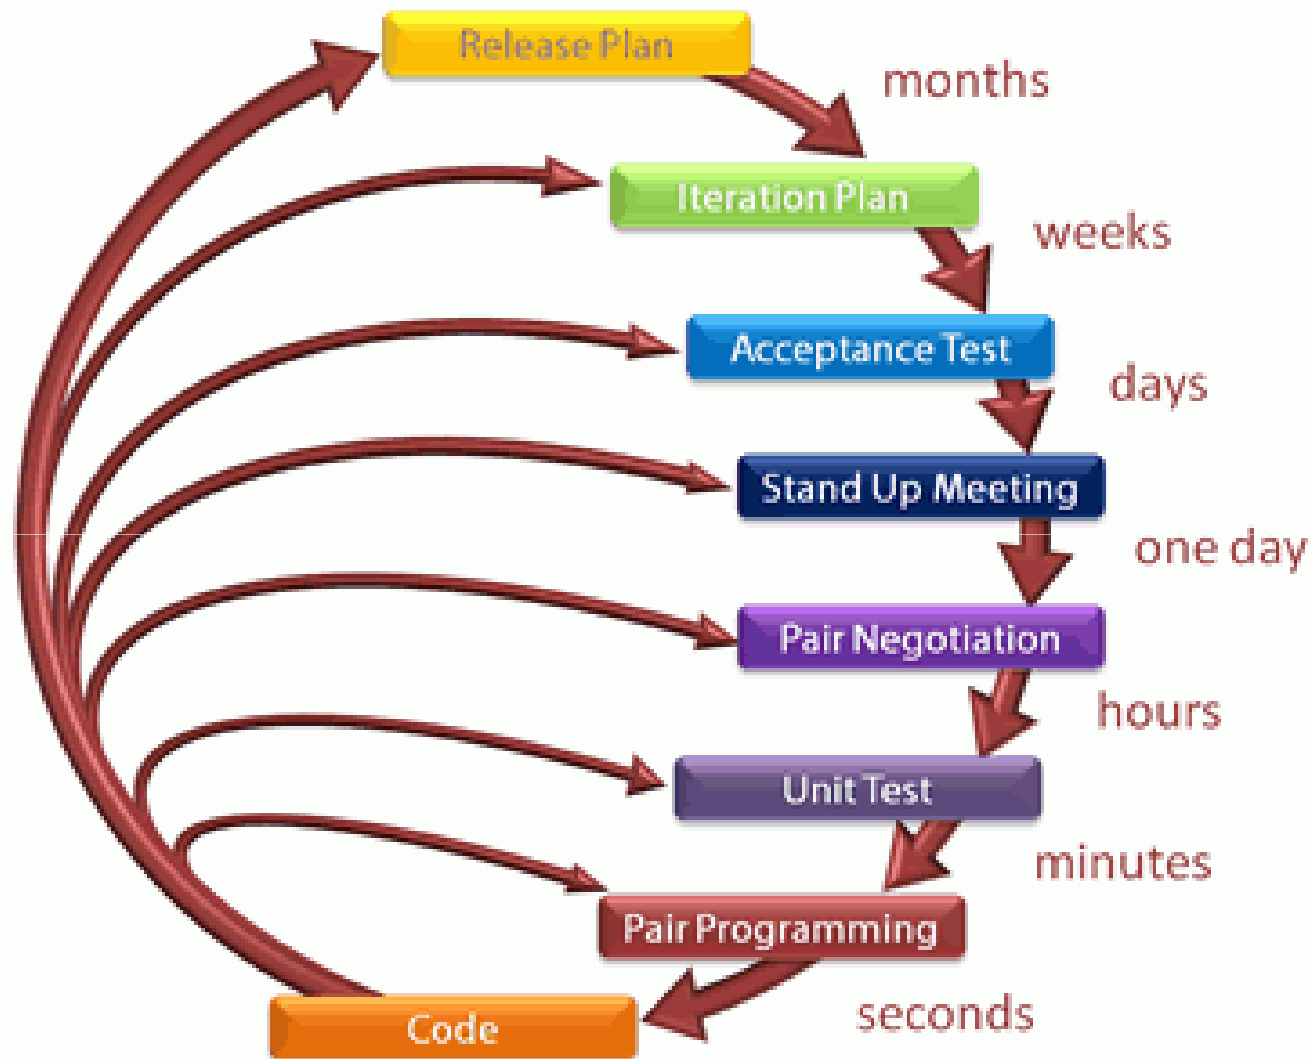 Release Plan
months
Iteration Plan
weeks
Acceptance Test
days
Stand Up Meeting
one day
Pair Negotiation
hours
Unit Test
minutes
Pair Programming
seconds
Code